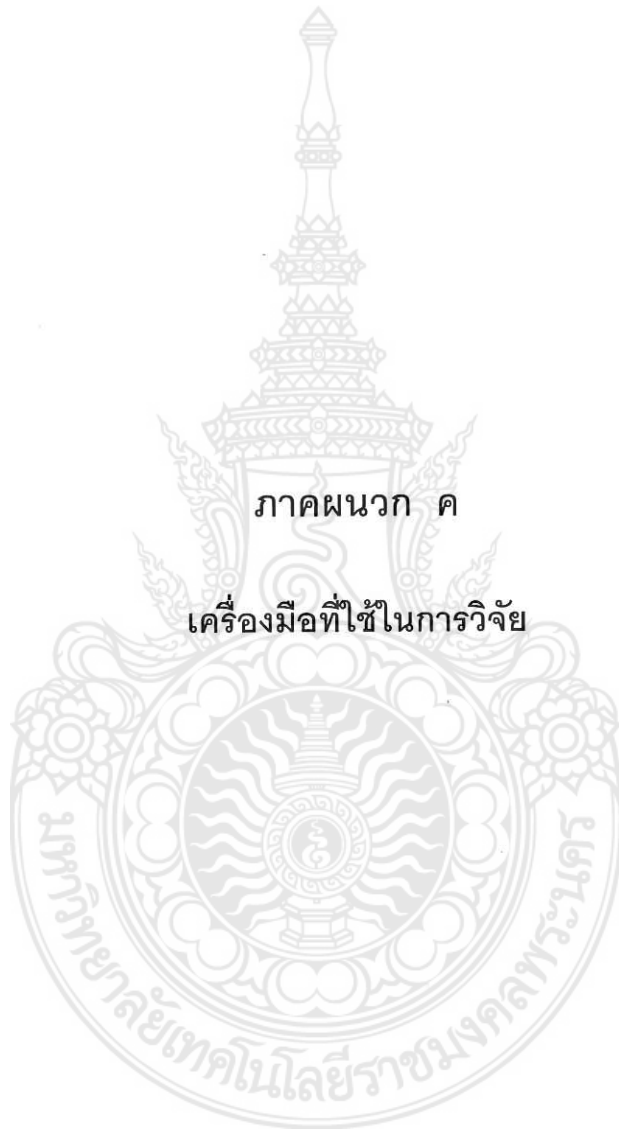 ภาคผนวก ค
เครื่องมือที่ใช้ในการวิจัย
มหาวิทยาลัยเทคโนโลยีราชมงคลพระนคร